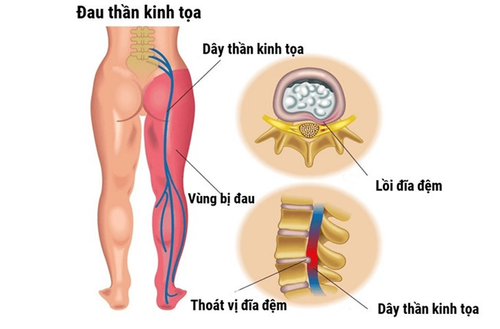 Đau thần kinh tọa
Dây thần kinh tọa
Lồi đĩa đệm
Vùng bị đau
Thoát vị đĩa đệm
Dây thần kinh tọa